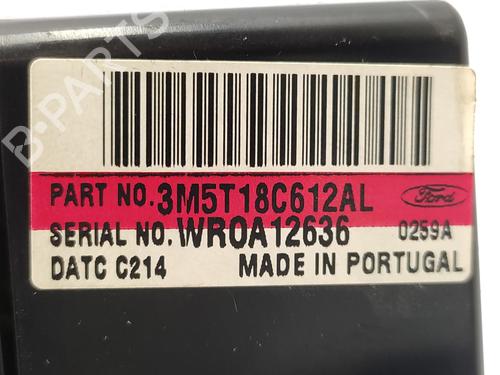 B-PARTS
PART NO. 3M5T18C612AL Ford
SERIAL NO. WR0A12636 0259A
DATC C214 MADE IN PORTUGAL